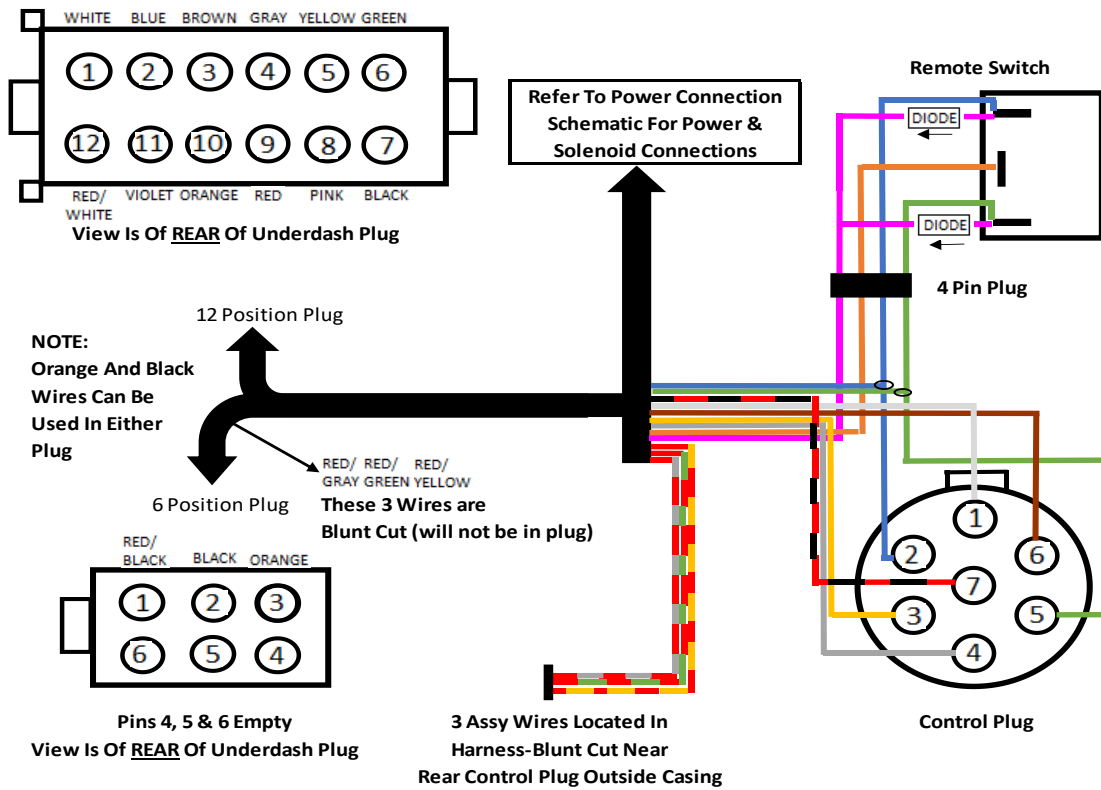 WHITE BLUE BROWN GRAY YELLOW GREEN
1 2 3 4 5 6
12 11 10 9 8 7
RED/ VIOLET ORANGE RED PINK BLACK
WHITE
View Is Of REAR Of Underdash Plug
Refer To Power Connection
Schematic For Power &
Solenoid Connections
Remote Switch
DIODE
DIODE
4 Pin Plug
12 Position Plug
NOTE:
Orange And Black
Wires Can Be
Used In Either
Plug
6 Position Plug
RED/ RED/ RED/
GRAY GREEN YELLOW
These 3 Wires are
Blunt Cut (will not be in plug)
RED/
BLACK BLACK ORANGE
1 2 3
6 5 4
Pins 4, 5 & 6 Empty
View Is Of REAR Of Underdash Plug
3 Assy Wires Located In
Harness-Blunt Cut Near
Rear Control Plug Outside Casing
1
2 6
7
3 5
4
Control Plug